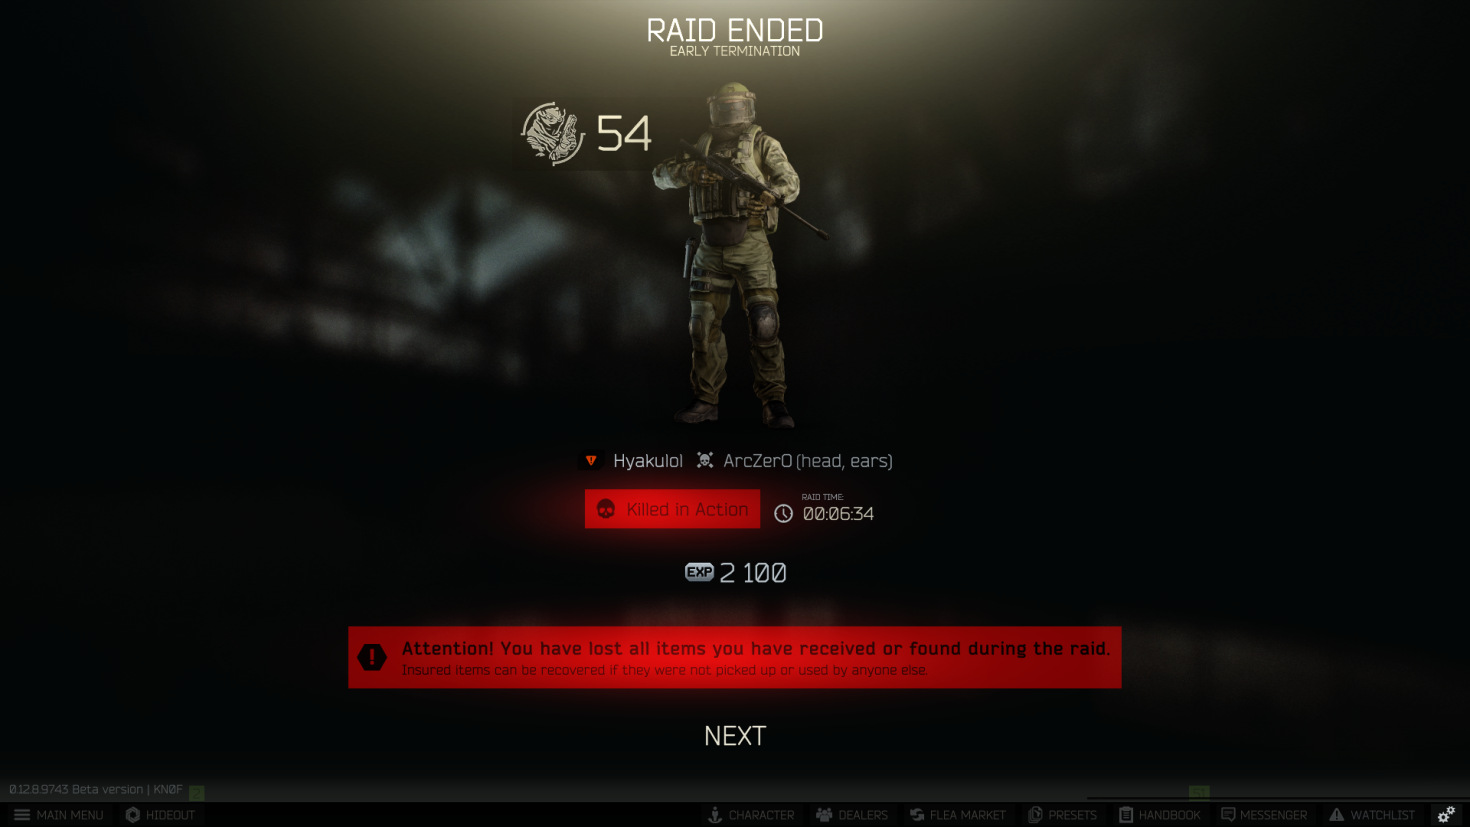 RAID ENDED
EARLY TERMINATION
54
Hyakulol ArcZer0 (head, ears)
Killed in Action
RAID TIME:
00:06:34
EXP 2 100
Attention! You have lost all items you have received or found during the raid.
Insured items can be recovered if they were not picked up or used by anyone else.
NEXT
0.12.8.9743 Beta version | KN0F 2
51
MAIN MENU HIDEOUT CHARACTER DEALERS FLEA MARKET PRESETS HANDBOOK MESSENGER WATCHLIST